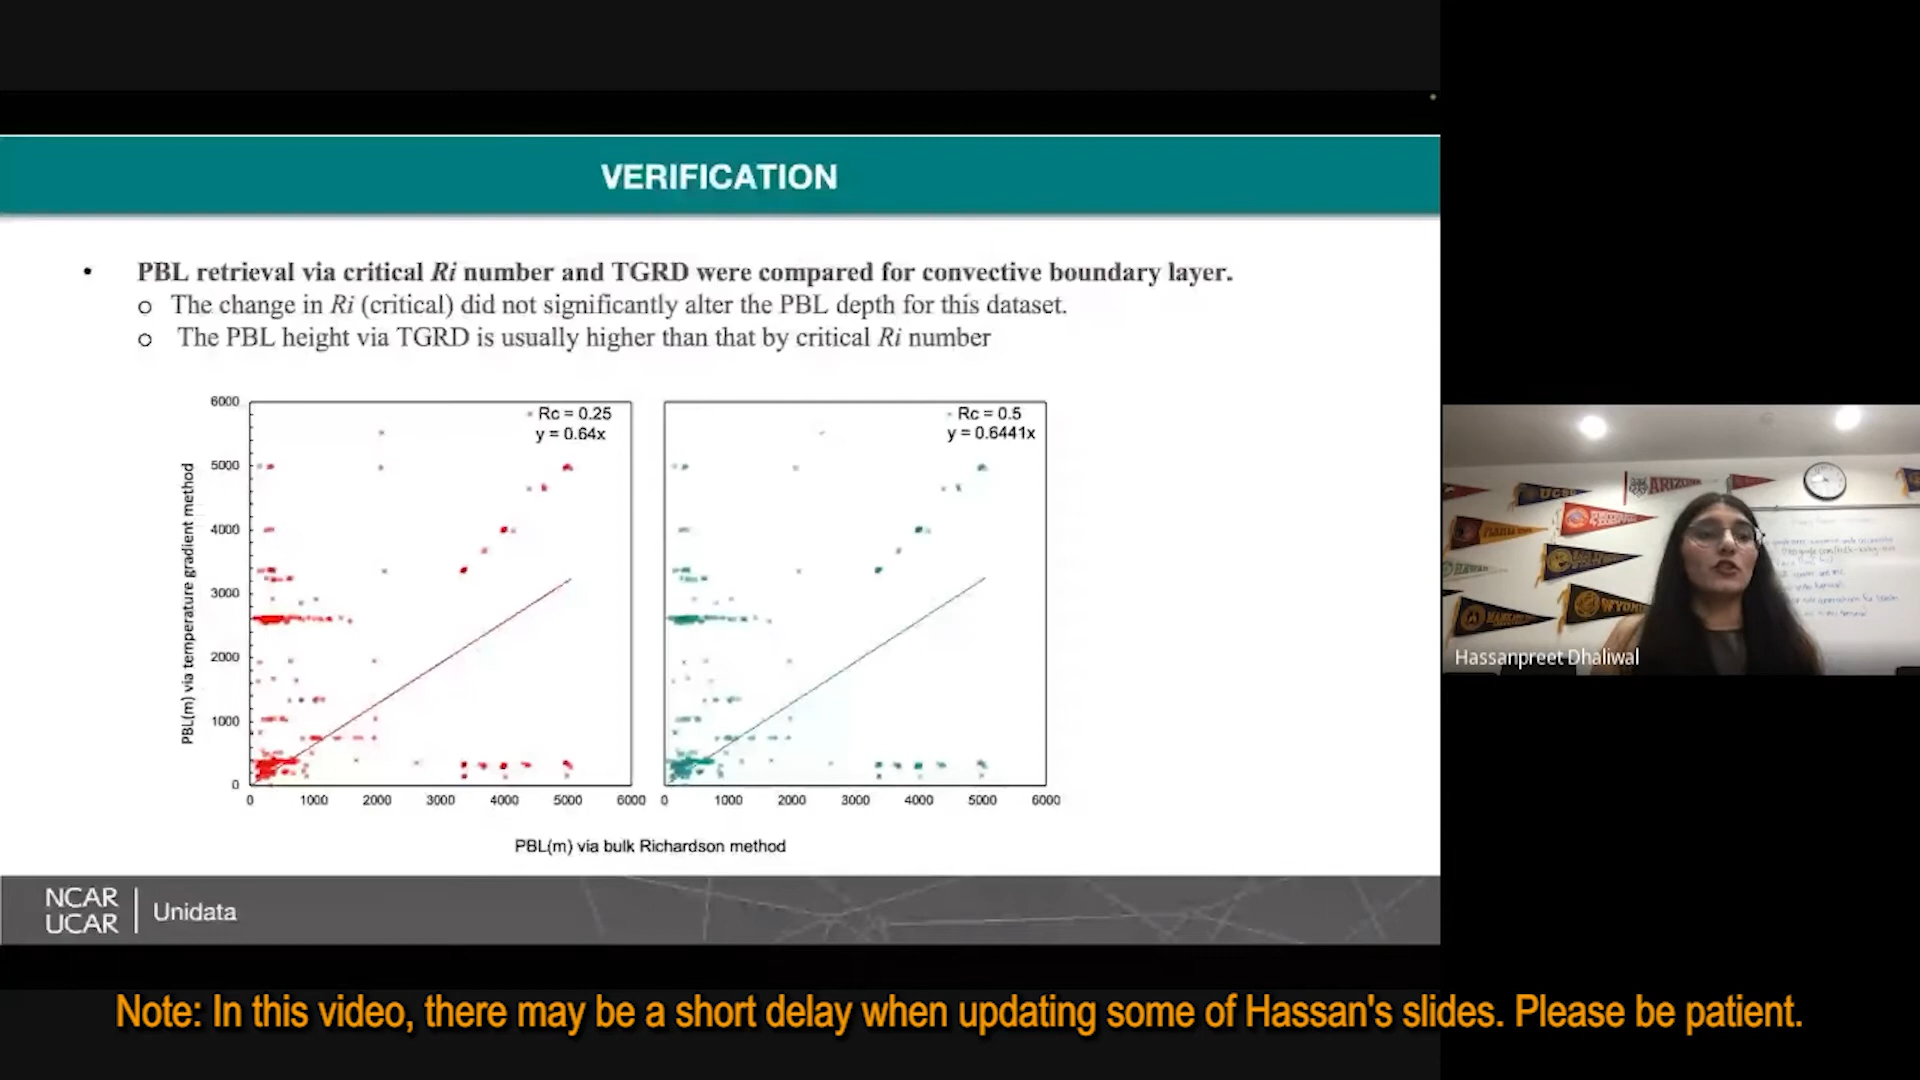 VERIFICATION
• PBL retrieval via critical Ri number and TGRD were compared for convective boundary layer.
o The change in Ri (critical) did not significantly alter the PBL depth for this dataset.
o The PBL height via TGRD is usually higher than that by critical Ri number
PBL(m) via temperature gradient method
6000
5000
4000
3000
2000
1000
0
Rc = 0.25
y = 0.64x
0 1000 2000 3000 4000 5000 6000
Rc = 0.5
y = 0.6441x
0 1000 2000 3000 4000 5000 6000
PBL(m) via bulk Richardson method
NCAR
UCAR
Unidata
UCSB
ARIZONA
HAWAII
WYOMING
Hassanpreet Dhaliwal
Note: In this video, there may be a short delay when updating some of Hassan's slides. Please be patient.